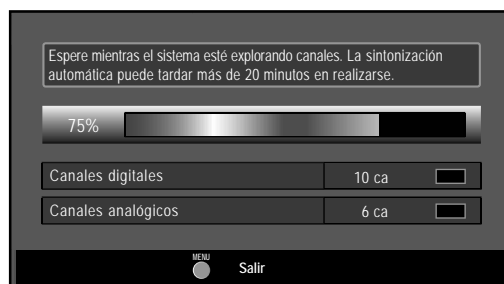 Espere mientras el sistema esté explorando canales. La sintonización
automática puede tardar más de 20 minutos en realizarse.
75%
Canales digitales 10 ca
Canales analógicos 6 ca
MENU Salir